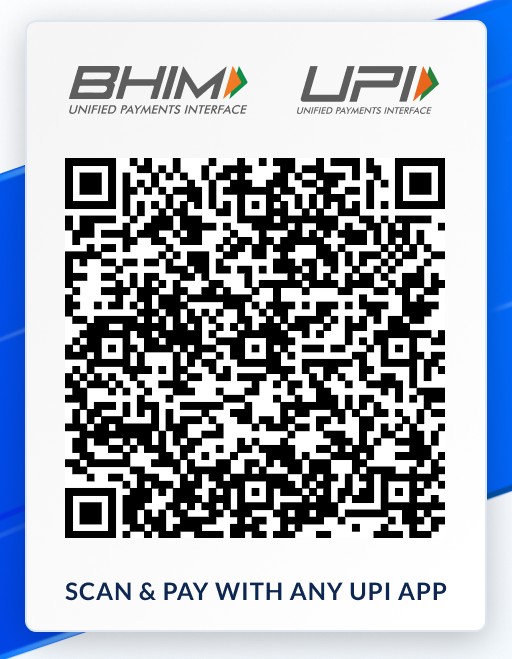 BHIM UPI
UNIFIED PAYMENTS INTERFACE UNIFIED PAYMENTS INTERFACE
SCAN & PAY WITH ANY UPI APP